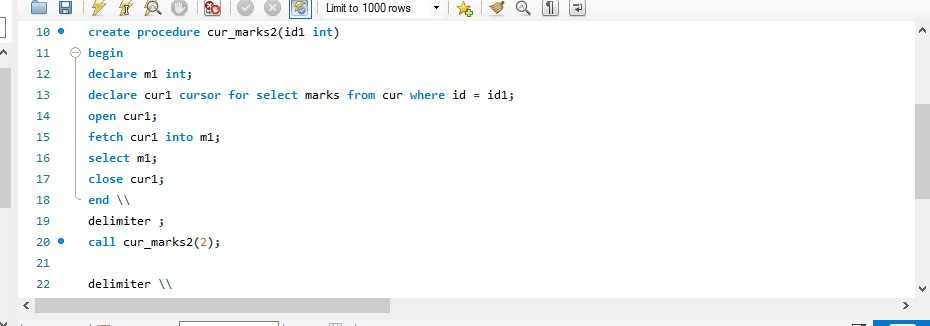 Limit to 1000 rows
10 create procedure cur_marks2(id1 int)
11 begin
12 declare m1 int;
13 declare cur1 cursor for select marks from cur where id = id1;
14 open cur1;
15 fetch cur1 into m1;
16 select m1;
17 close cur1;
18 end \\
19 delimiter ;
20 call cur_marks2(2);
21
22 delimiter \\